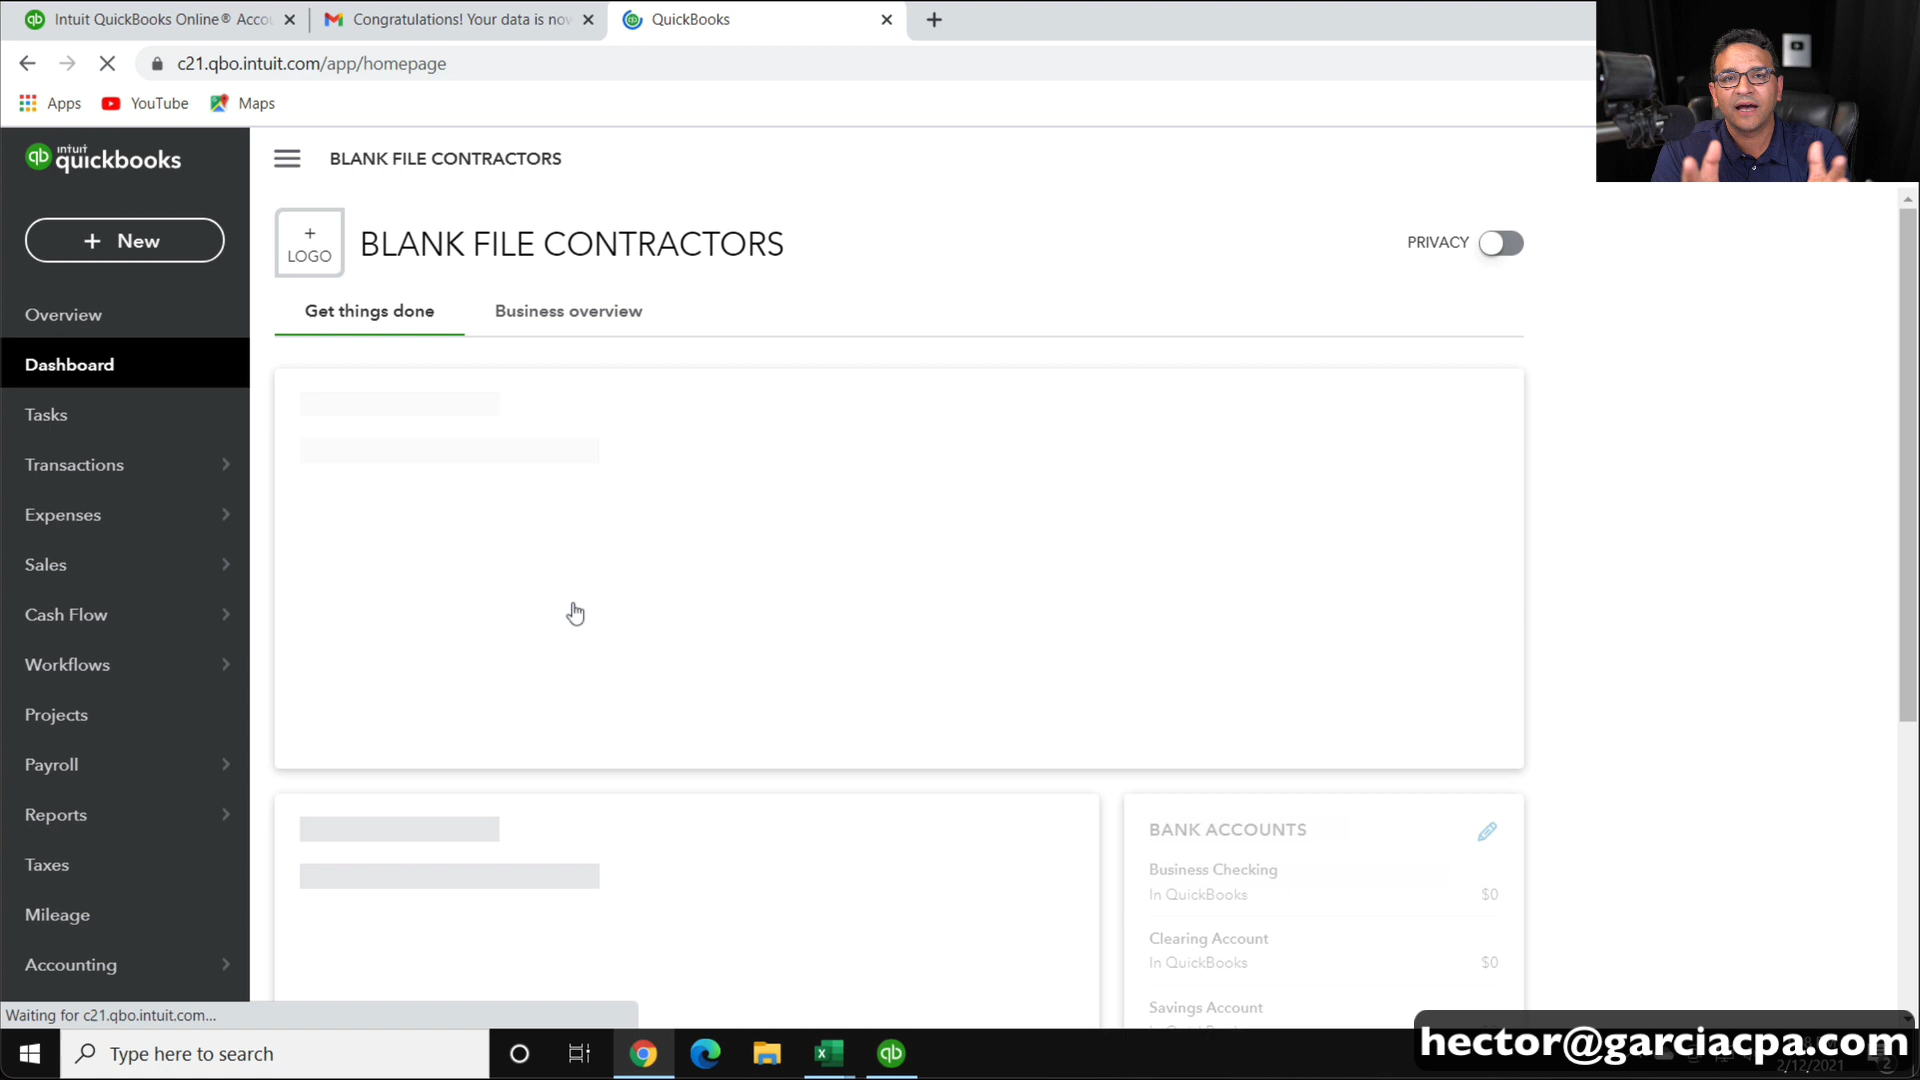 Intuit QuickBooks Online® Accou
Congratulations! Your data is now
QuickBooks
c21.qbo.intuit.com/app/homepage
Apps
YouTube
Maps
intuit
quickbooks
BLANK FILE CONTRACTORS
+ New
+
LOGO
BLANK FILE CONTRACTORS
PRIVACY
Get things done
Business overview
Overview
Dashboard
Tasks
Transactions
Expenses
Sales
Cash Flow
Workflows
Projects
Payroll
Reports
Taxes
Mileage
Accounting
BANK ACCOUNTS
Business Checking
In QuickBooks $0
Clearing Account
In QuickBooks $0
Savings Account
Waiting for c21.qbo.intuit.com...
Type here to search
hector@garciacpa.com
2/12/2021